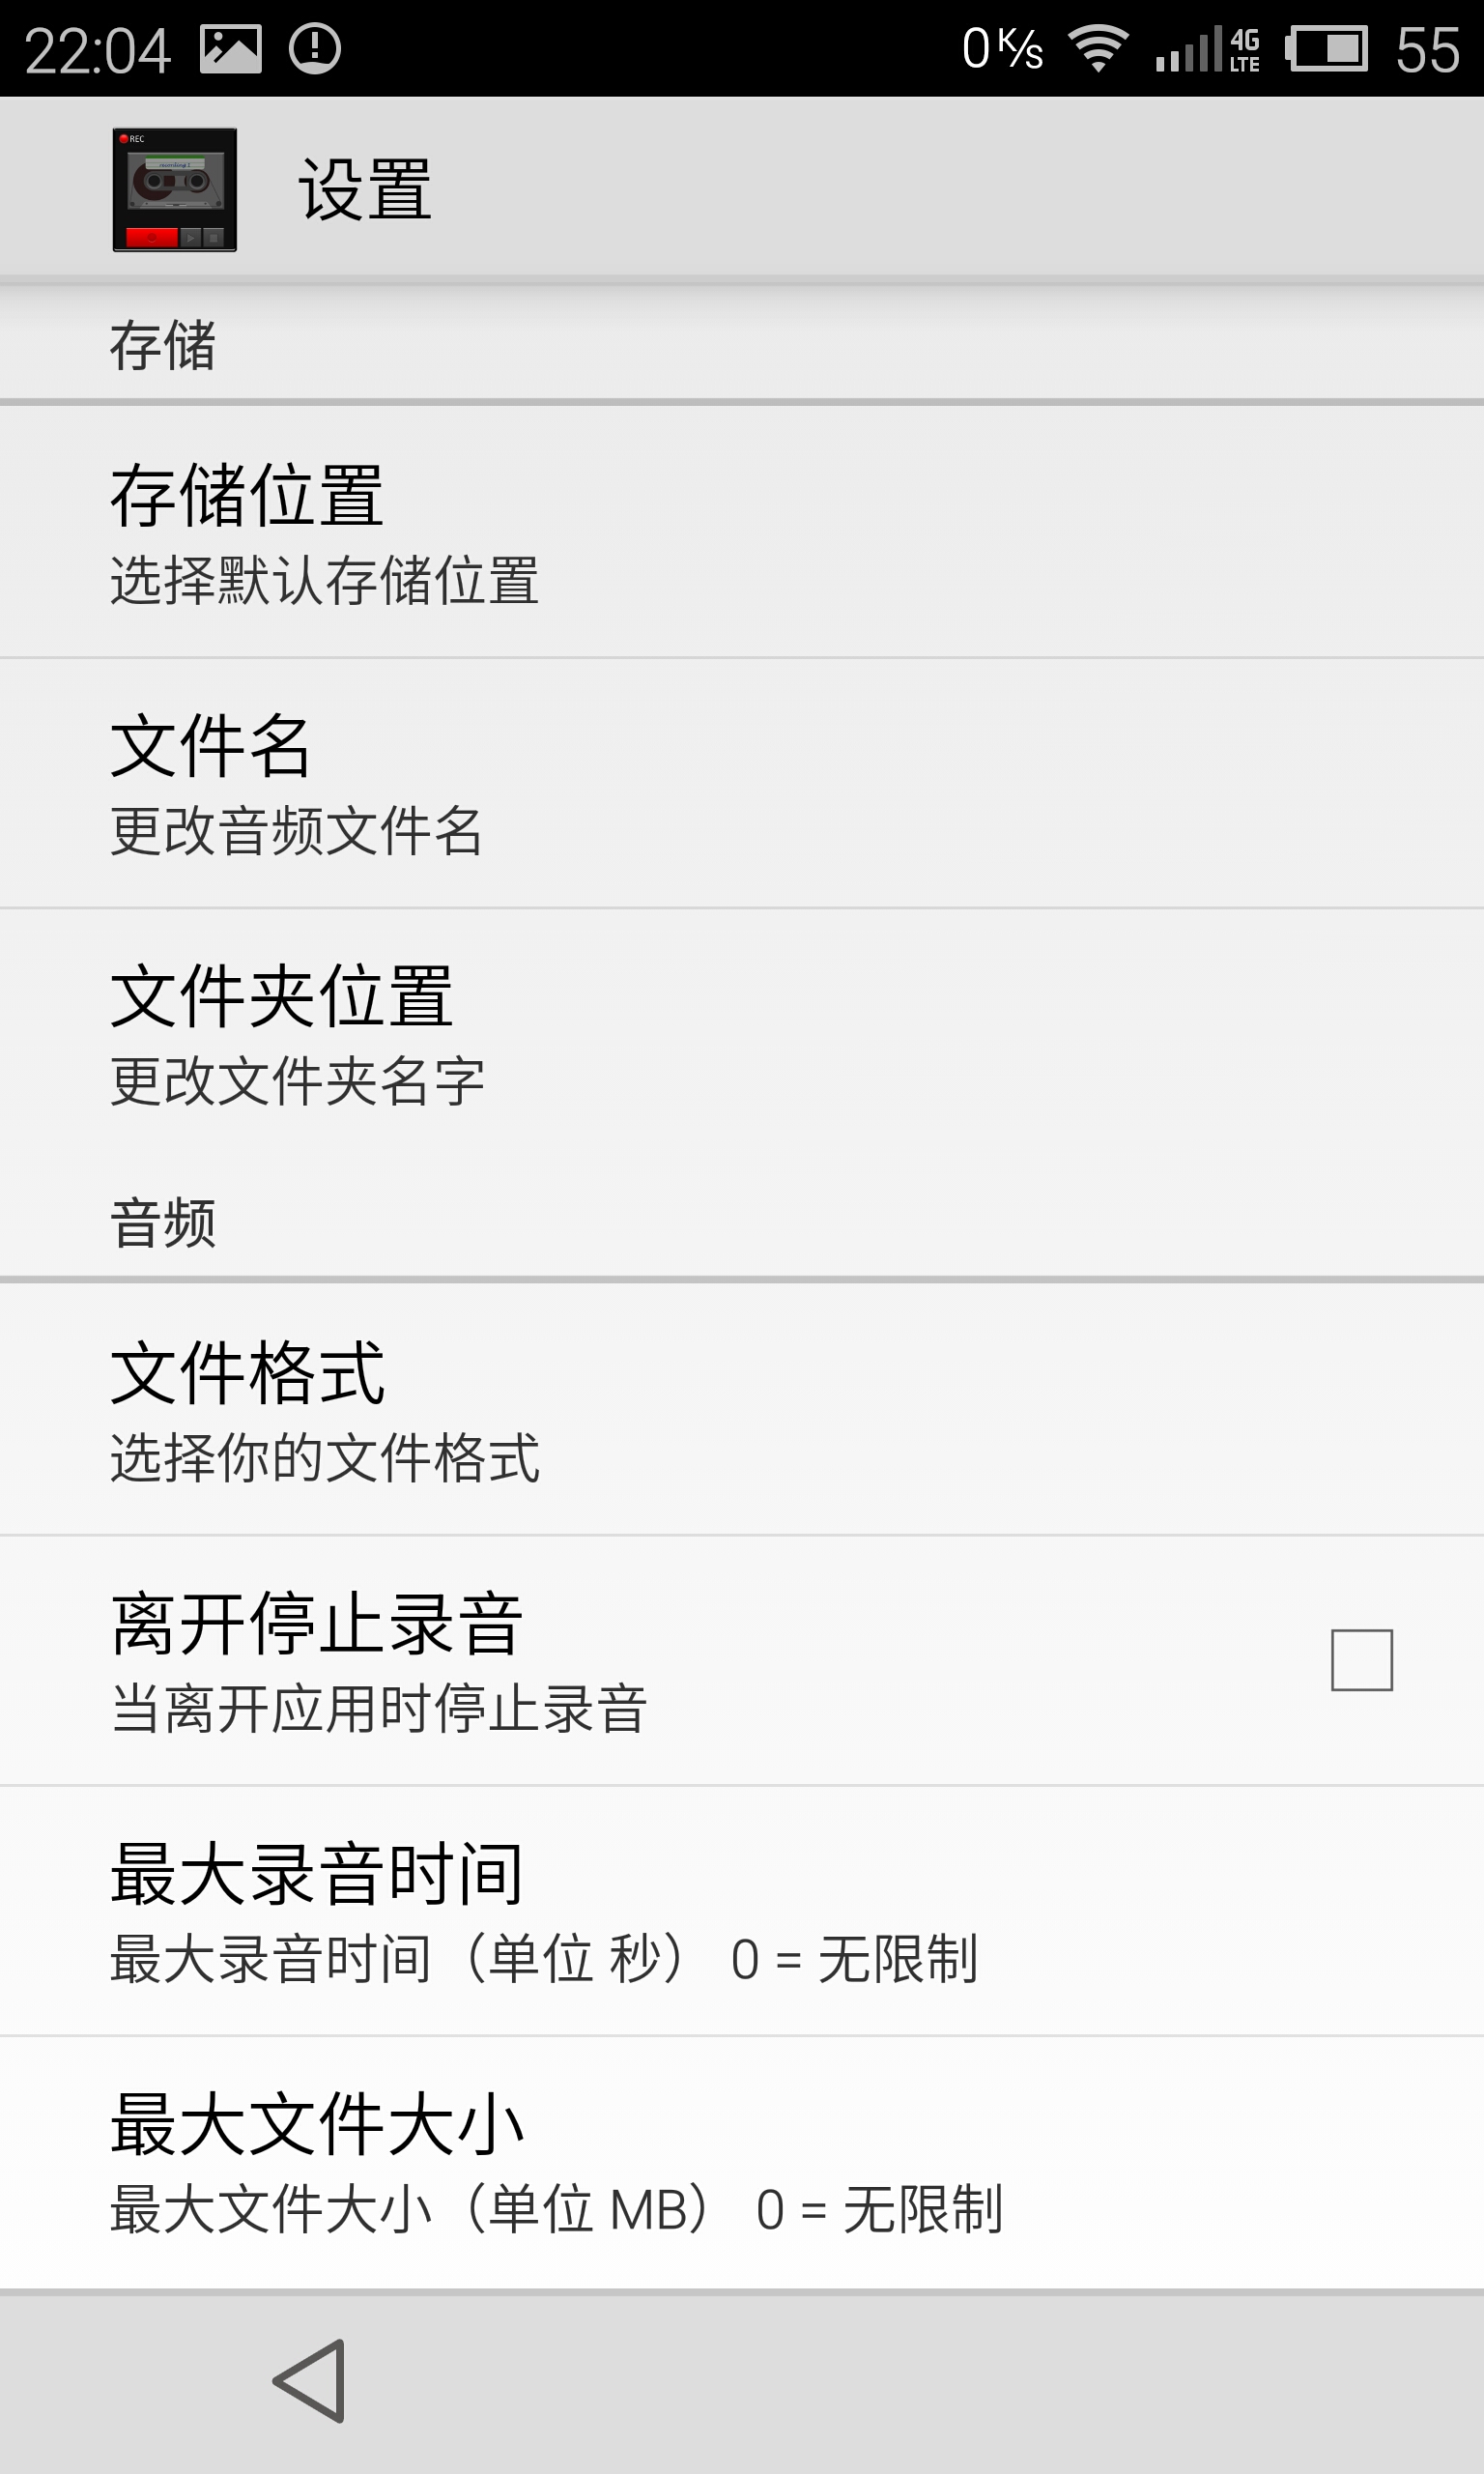 22:04 0 K/s 4G LTE 55
REC
设置
存储
存储位置
选择默认存储位置
文件名
更改音频文件名
文件夹位置
更改文件夹名字
音频
文件格式
选择你的文件格式
离开停止录音
当离开应用时停止录音
最大录音时间
最大录音时间（单位 秒） 0 = 无限制
最大文件大小
最大文件大小（单位 MB） 0 = 无限制